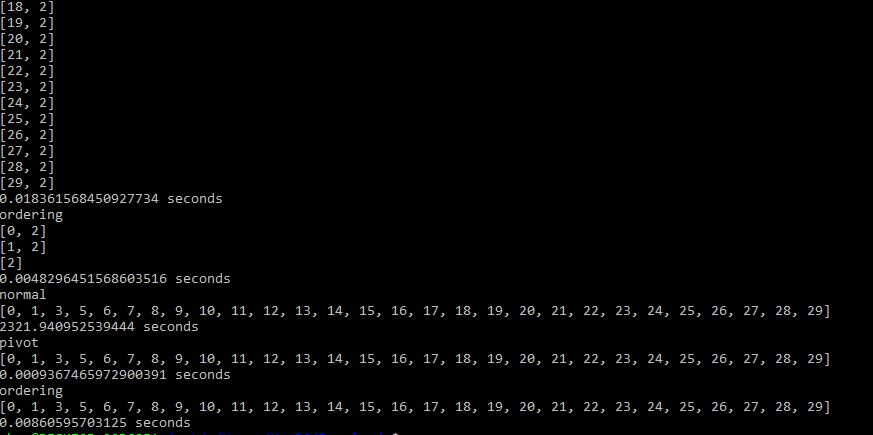 [18, 2]
[19, 2]
[20, 2]
[21, 2]
[22, 2]
[23, 2]
[24, 2]
[25, 2]
[26, 2]
[27, 2]
[28, 2]
[29, 2]
0.018361568450927734 seconds
ordering
[0, 2]
[1, 2]
[2]
0.0048296451568603516 seconds
normal
[0, 1, 3, 5, 6, 7, 8, 9, 10, 11, 12, 13, 14, 15, 16, 17, 18, 19, 20, 21, 22, 23, 24, 25, 26, 27, 28, 29]
2321.940952539444 seconds
pivot
[0, 1, 3, 5, 6, 7, 8, 9, 10, 11, 12, 13, 14, 15, 16, 17, 18, 19, 20, 21, 22, 23, 24, 25, 26, 27, 28, 29]
0.0009367465972900391 seconds
ordering
[0, 1, 3, 5, 6, 7, 8, 9, 10, 11, 12, 13, 14, 15, 16, 17, 18, 19, 20, 21, 22, 23, 24, 25, 26, 27, 28, 29]
0.00860595703125 seconds